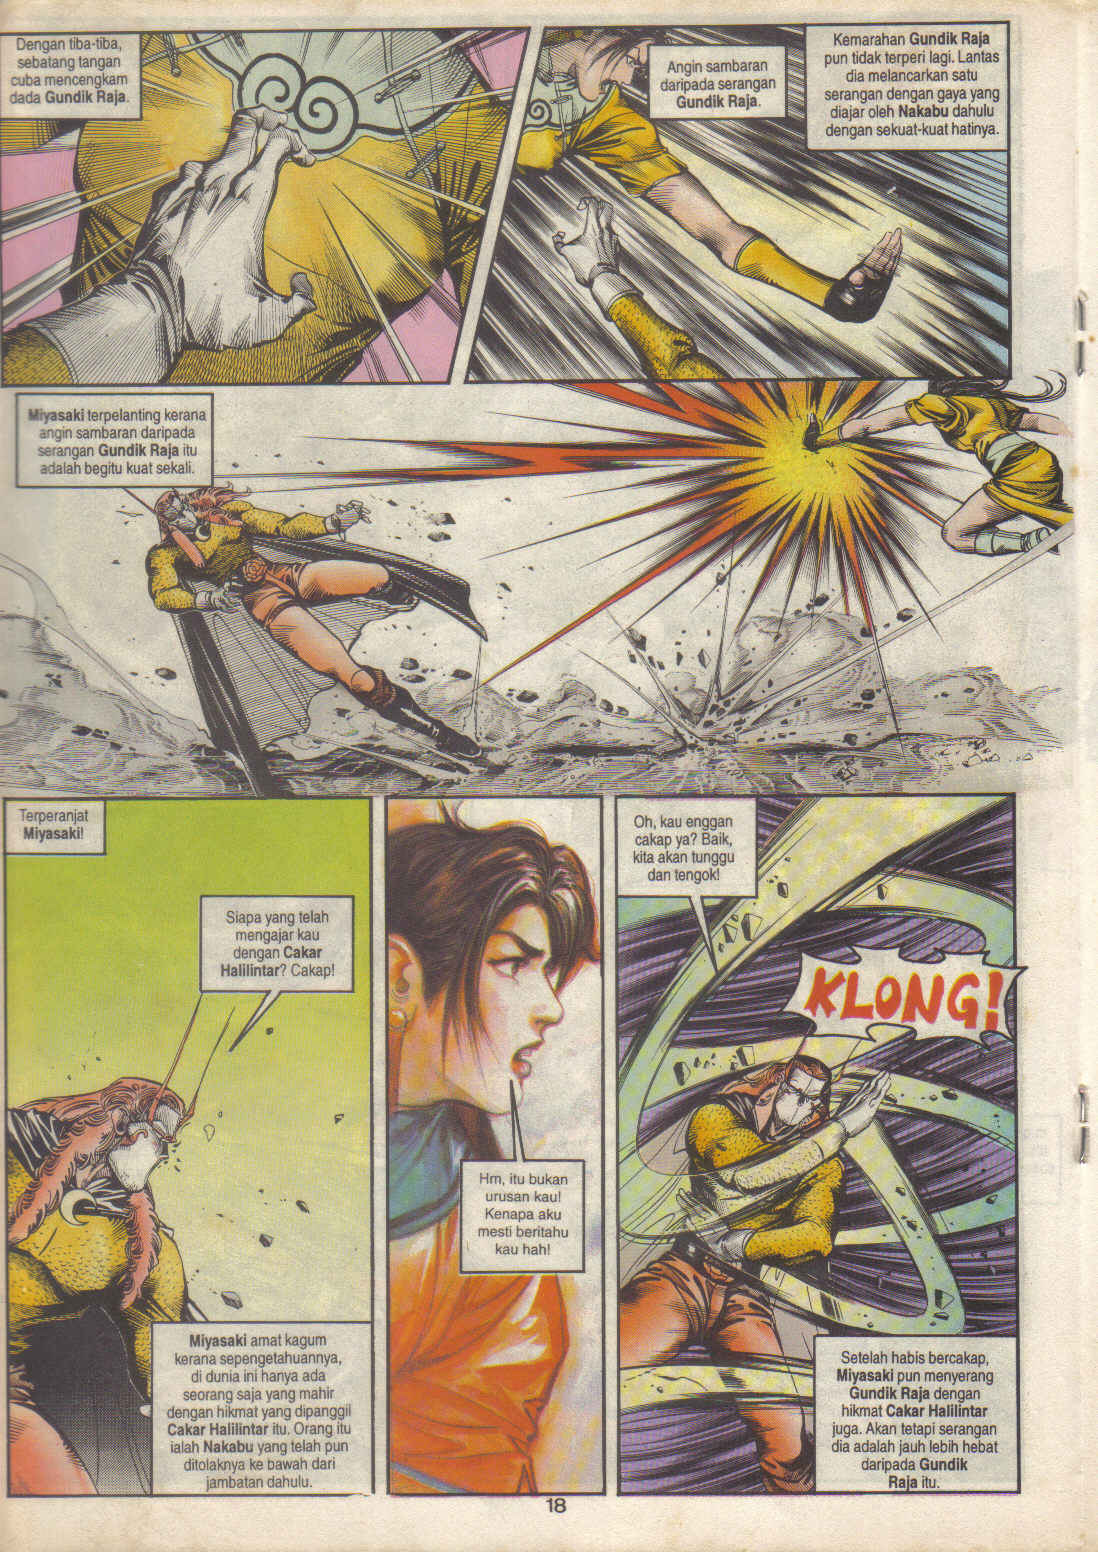 Dengan tiba-tiba,
sebatang tangan
cuba mencengkam
dada Gundik Raja.
Angin sambaran
daripada serangan
Gundik Raja.
Kemarahan Gundik Raja
pun tidak terperi lagi. Lantas
dia melancarkan satu
serangan dengan gaya yang
diajar oleh Nakabu dahulu
dengan sekuat-kuat hatinya.
Miyasaki terpelanting kerana
angin sambaran daripada
serangan Gundik Raja itu
adalah begitu kuat sekali.
Terperanjat
Miyasaki!
Siapa yang telah
mengajar kau
dengan Cakar
Halilintar? Cakap!
Miyasaki amat kagum
kerana sepengetahuannya,
di dunia ini hanya ada
seorang saja yang mahir
dengan hikmat yang dipanggil
Cakar Halilintar itu. Orang itu
ialah Nakabu yang telah pun
ditolaknya ke bawah dari
jambatan dahulu.
Hm, itu bukan
urusan kau!
Kenapa aku
mesti beritahu
kau hah!
Oh, kau enggan
cakap ya? Baik,
kita akan tunggu
dan tengok!
KLONG!
Setelah habis bercakap,
Miyasaki pun menyerang
Gundik Raja dengan
hikmat Cakar Halilintar
juga. Akan tetapi serangan
dia adalah jauh lebih hebat
daripada Gundik
Raja itu.
18